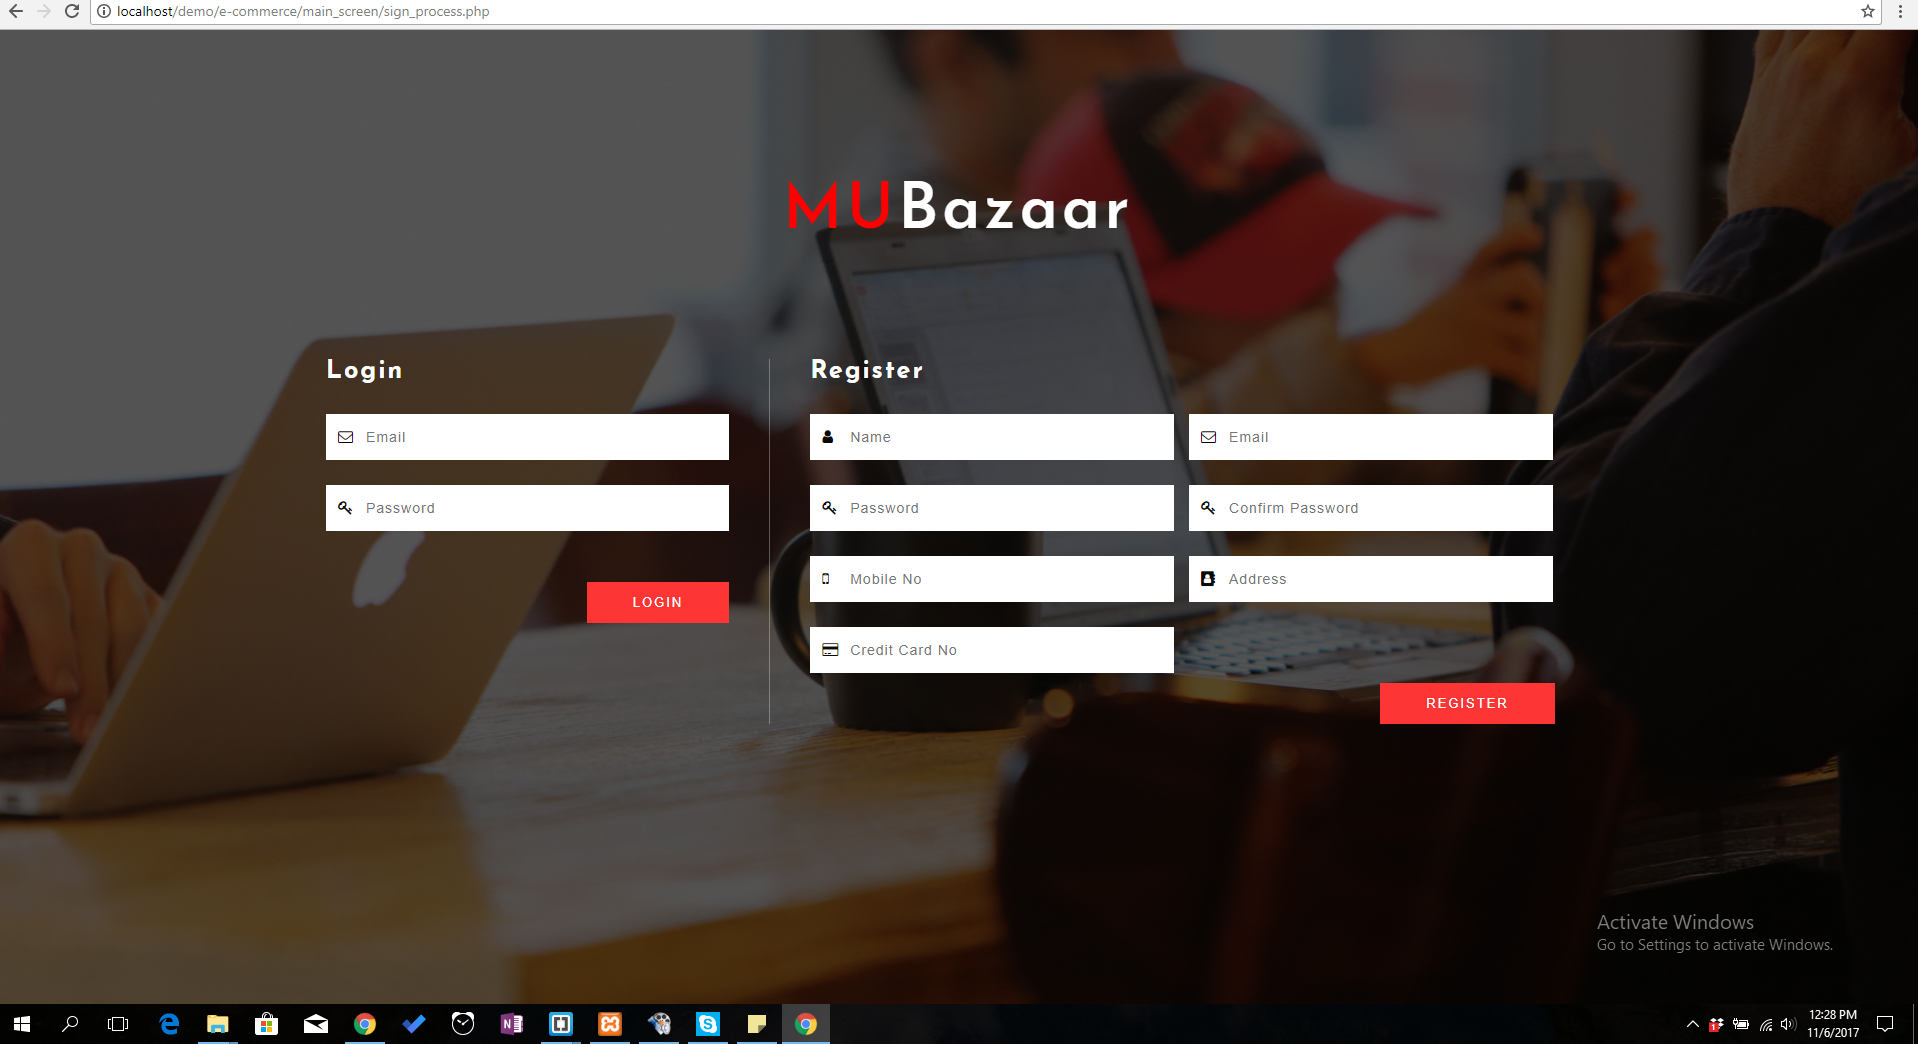 localhost/demo/e-commerce/main_screen/sign_process.php
MUBazaar
Login
Register
Email
Name
Email
Password
Password
Confirm Password
Mobile No
Address
LOGIN
Credit Card No
REGISTER
Activate Windows
Go to Settings to activate Windows.
12:28 PM
11/6/2017